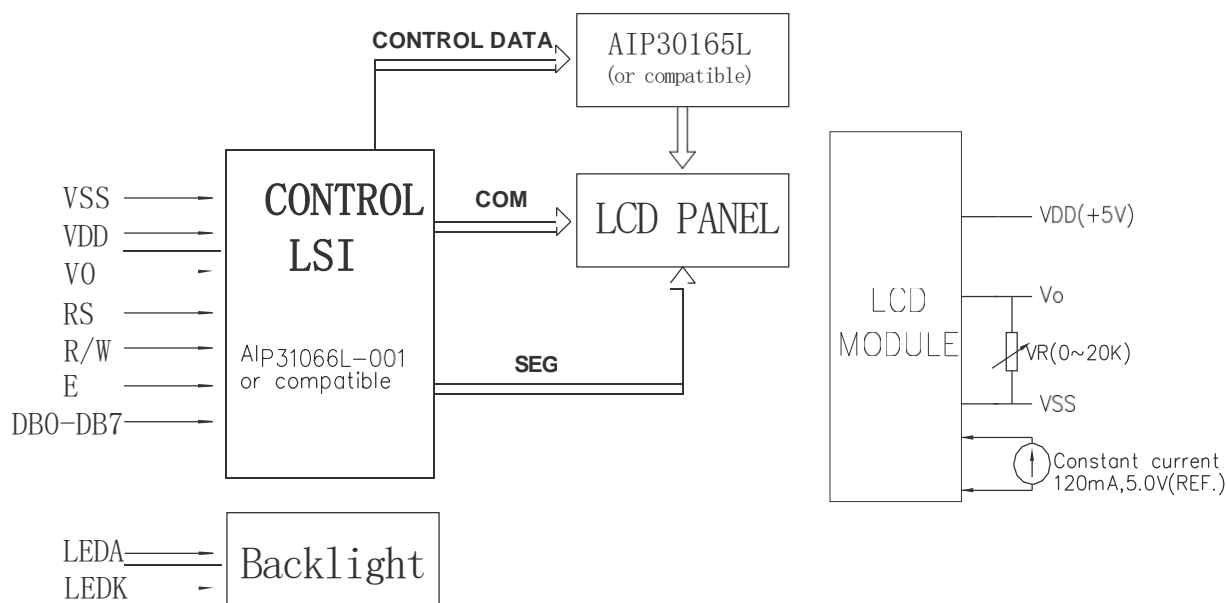 CONTROL DATA
AIP30165L
(or compatible)
VSS
VDD
VO
RS
R/W
E
DB0-DB7
CONTROL
LSI
AIP31066L-001
or compatible
COM
SEG
LCD PANEL
LEDA
LEDK
Backlight
LCD
MODULE
VDD(+5V)
Vo
VR(0~20K)
VSS
Constant current
120mA,5.0V(REF.)